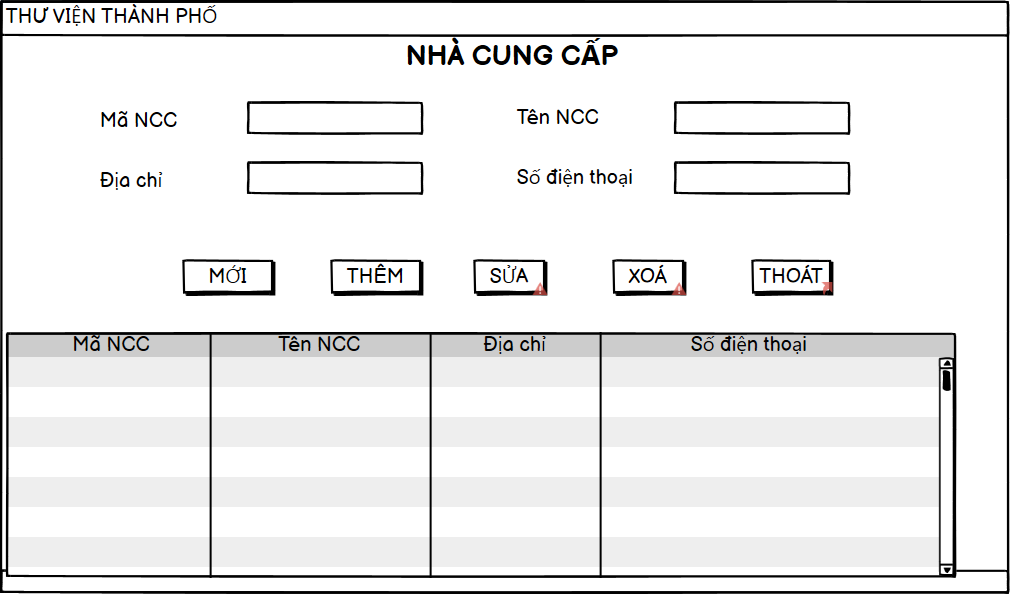 THƯ VIỆN THÀNH PHỐ
NHÀ CUNG CẤP
Mã NCC
Tên NCC
Địa chỉ
Số điện thoại
MỚI THÊM SỬA XOÁ THOÁT
Mã NCC Tên NCC Địa chỉ Số điện thoại